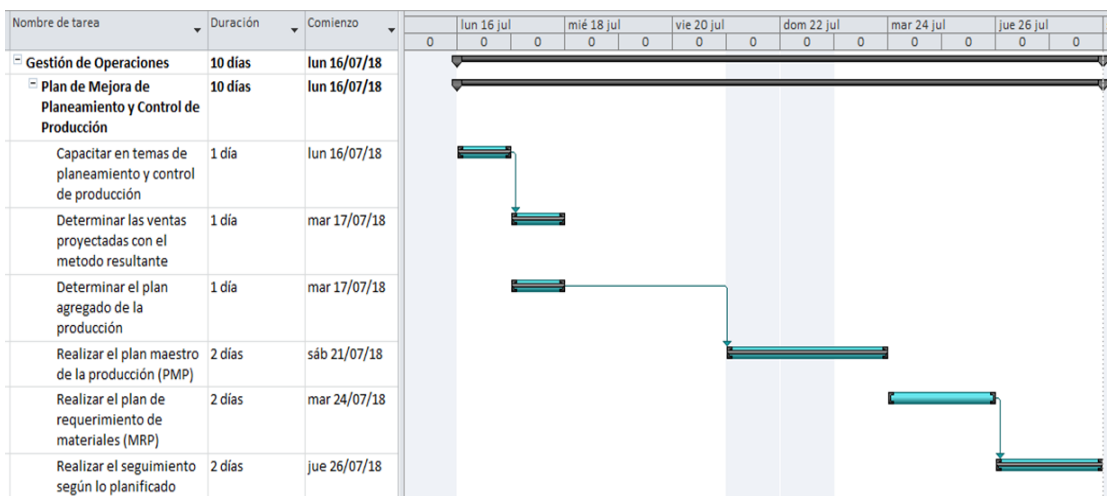 Nombre de tarea Duración Comienzo lun 16 jul mié 18 jul vie 20 jul dom 22 jul mar 24 jul jue 26 jul
0 0 0 0 0 0 0 0 0 0 0 0 0
Gestión de Operaciones 10 días lun 16/07/18
Plan de Mejora de 10 días lun 16/07/18
Planeamiento y Control de
Producción
Capacitar en temas de 1 día lun 16/07/18
planeamiento y control
de producción
Determinar las ventas 1 día mar 17/07/18
proyectadas con el
metodo resultante
Determinar el plan 1 día mar 17/07/18
agregado de la
producción
Realizar el plan maestro 2 días sáb 21/07/18
de la producción (PMP)
Realizar el plan de 2 días mar 24/07/18
requerimiento de
materiales (MRP)
Realizar el seguimiento 2 días jue 26/07/18
según lo planificado